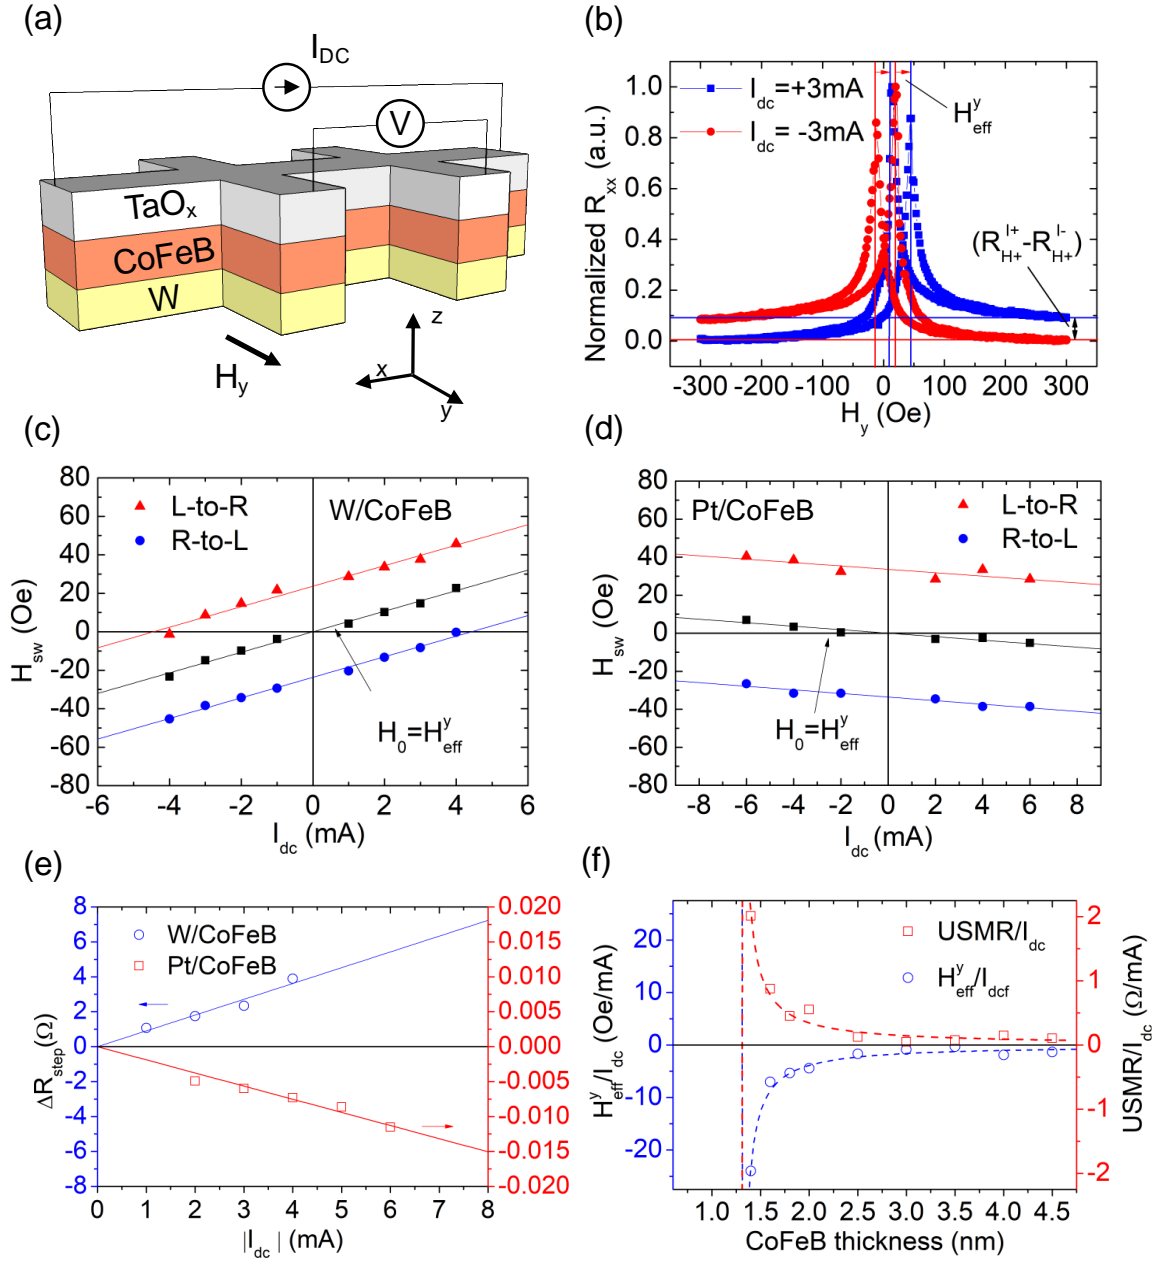 (a)
I_DC
V
TaO_x
CoFeB
W
H_y
z
x
y
(b)
Normalized R_xx (a.u.)
1.0
0.8
0.6
0.4
0.2
0.0
I_dc=+3mA
I_dc= -3mA
H^y_eff
(R^I+_H+-R^I-_H+)
-300 -200 -100 0 100 200 300
H_y (Oe)
(c)
H_sw (Oe)
80
60
40
20
0
-20
-40
-60
-80
L-to-R
R-to-L
W/CoFeB
H_0=H^y_eff
-6 -4 -2 0 2 4 6
I_dc (mA)
(d)
H_sw (Oe)
80
60
40
20
0
-20
-40
-60
-80
Pt/CoFeB
L-to-R
R-to-L
H_0=H^y_eff
-8 -6 -4 -2 0 2 4 6 8
I_dc (mA)
(e)
ΔR_step(Ω)
8
6
4
2
0
-2
-4
-6
-8
W/CoFeB
Pt/CoFeB
0.020
0.015
0.010
0.005
0.000
-0.005
-0.010
-0.015
-0.020
0 1 2 3 4 5 6 7 8
|I_dc| (mA)
(f)
H^y_eff/I_dc (Oe/mA)
20
10
0
-10
-20
USMR/I_dc
H^y_eff/I_dcf
2
1
0
-1
-2
USMR/I_dc (Ω/mA)
1.0 1.5 2.0 2.5 3.0 3.5 4.0 4.5
CoFeB thickness (nm)